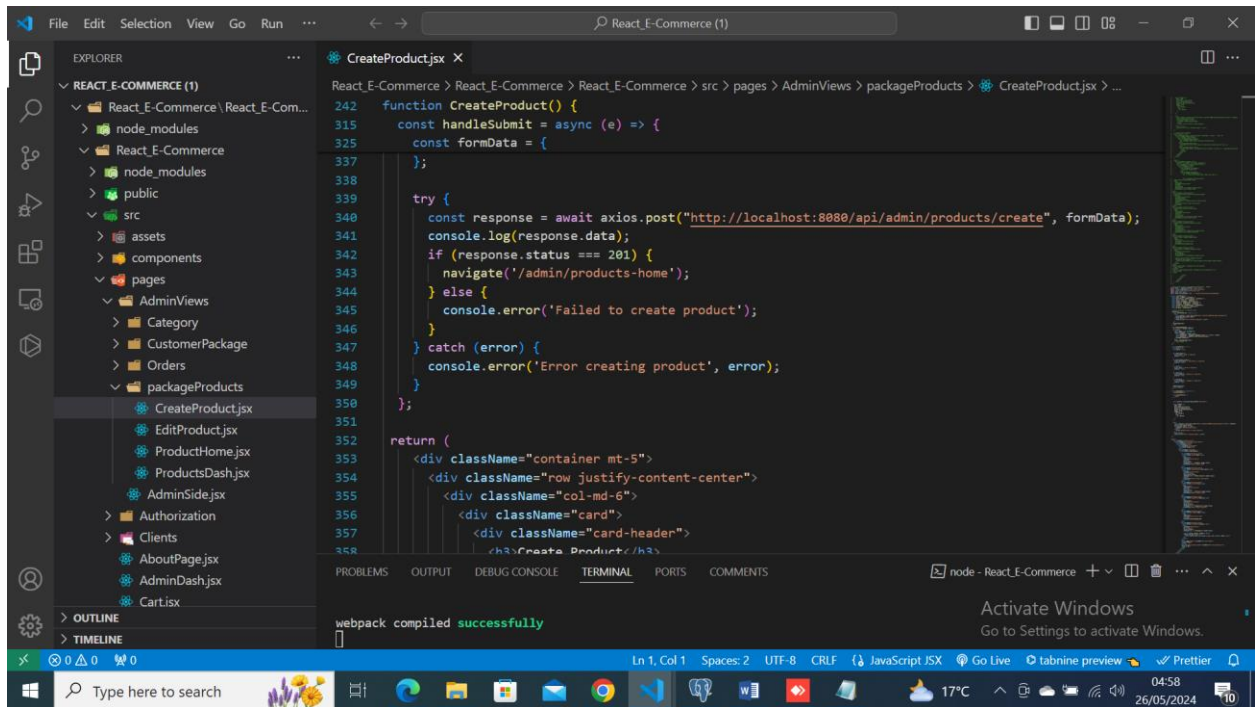 File Edit Selection View Go Run ··· React_E-Commerce (1)
EXPLORER ···
REACT_E-COMMERCE (1)
React_E-Commerce\React_E-Com...
node_modules
React_E-Commerce
node_modules
public
src
assets
components
pages
AdminViews
Category
CustomerPackage
Orders
packageProducts
CreateProduct.jsx
EditProduct.jsx
ProductHome.jsx
ProductsDash.jsx
AdminSide.jsx
Authorization
Clients
AboutPage.jsx
AdminDash.jsx
Cart.jsx
OUTLINE
TIMELINE
CreateProduct.jsx
React_E-Commerce > React_E-Commerce > React_E-Commerce > src > pages > AdminViews > packageProducts > CreateProduct.jsx > ...
242 function CreateProduct() {
315 const handleSubmit = async (e) => {
325 const formData = {
337 };
338
339 try {
340 const response = await axios.post("http://localhost:8080/api/admin/products/create", formData);
341 console.log(response.data);
342 if (response.status === 201) {
343 navigate('/admin/products-home');
344 } else {
345 console.error('Failed to create product');
346 }
347 } catch (error) {
348 console.error('Error creating product', error);
349 }
350 };
351
352 return (
353 <div className="container mt-5">
354 <div className="row justify-content-center">
355 <div className="col-md-6">
356 <div className="card">
357 <div className="card-header">
358 <h3>Create Product</h3>
PROBLEMS OUTPUT DEBUG CONSOLE TERMINAL PORTS COMMENTS node - React_E-Commerce
webpack compiled successfully
Activate Windows
Go to Settings to activate Windows.
0 0 0 Ln 1, Col 1 Spaces: 2 UTF-8 CRLF JavaScript JSX Go Live tabnine preview Prettier
Type here to search 17°C 04:58
26/05/2024 10